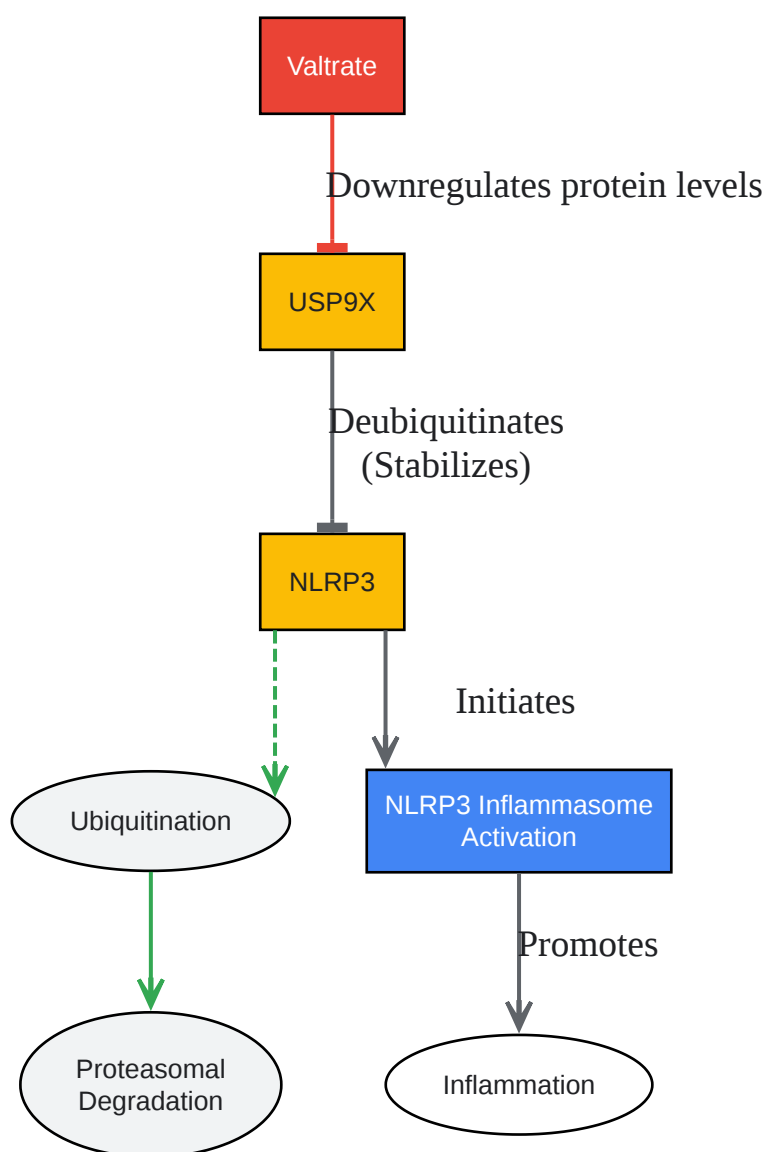 Valtrate
Downregulates protein levels
USP9X
Deubiquitinates
(Stabilizes)
NLRP3
Initiates
Ubiquitination
NLRP3 Inflammasome
Activation
Promotes
Proteasomal
Degradation
Inflammation